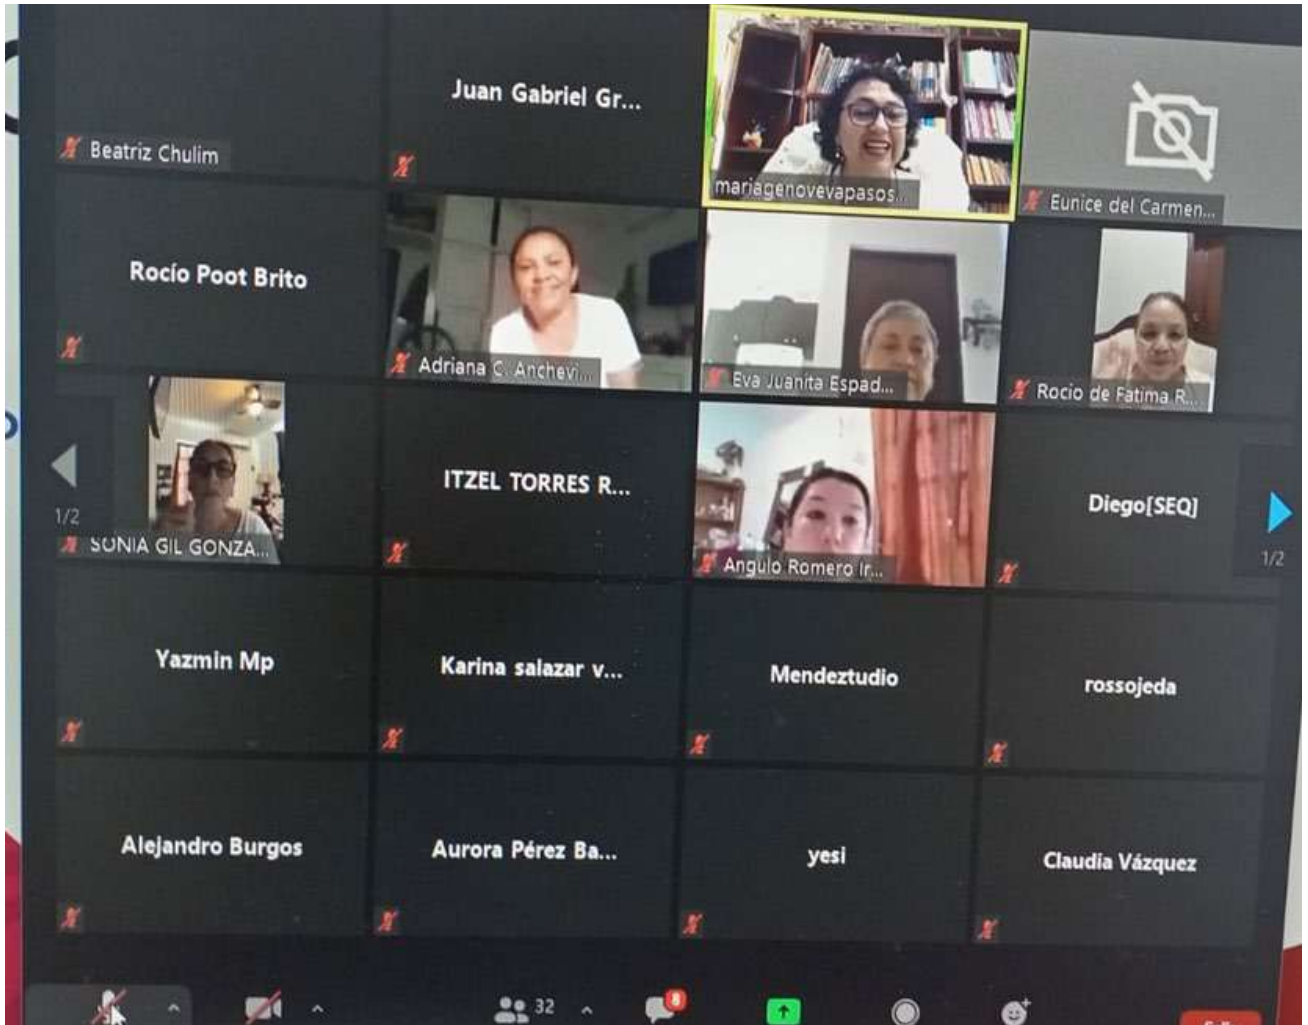 Beatriz Chulim
Juan Gabriel Gr...
mariagenovevapasos...
Eunice del Carmen...
Rocío Poot Brito
Adriana C. Anchevi...
Eva Juanita Espad...
Rocio de Fatima R...
1/2
SONIA GIL GONZA...
ITZEL TORRES R...
Angulo Romero Ir...
Diego[SEQ]
1/2
Yazmin Mp
Karina salazar v...
Mendeztudio
rossojeda
Alejandro Burgos
Aurora Pérez Ba...
yesi
Claudia Vázquez
32
8